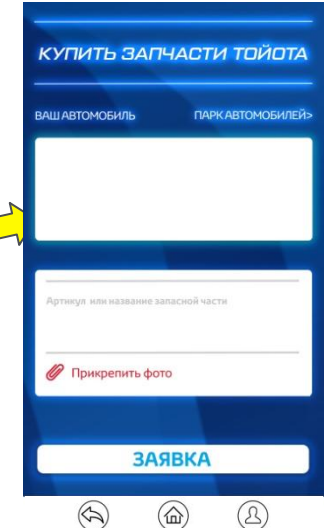 КУПИТЬ ЗАПЧАСТИ ТОЙОТА
ВАШ АВТОМОБИЛЬ ПАРК АВТОМОБИЛЕЙ>
Артикул или название запасной части
Прикрепить фото
ЗАЯВКА